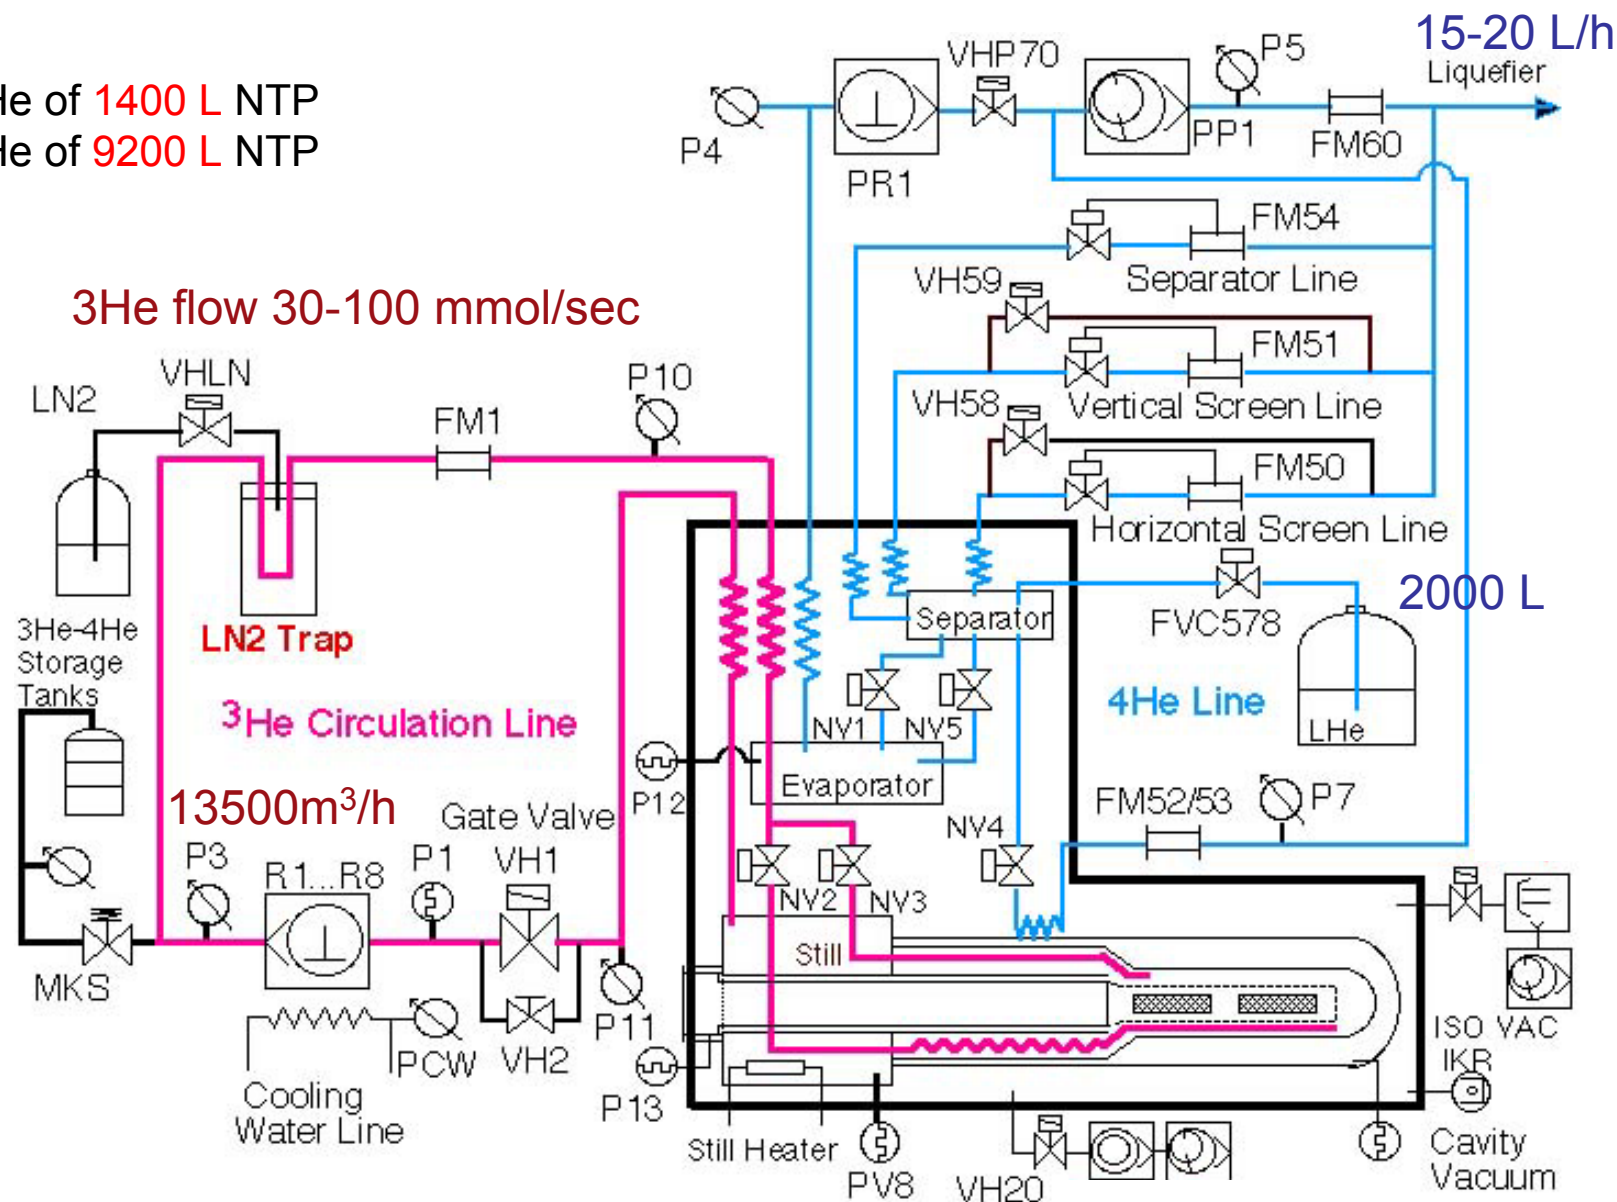 15-20 L/h
Liquefier
He of 1400 L NTP
He of 9200 L NTP
VHP70
P5
P4
PR1
PP1
FM60
FM54
Separator Line
VH59
FM51
Vertical Screen Line
VH58
FM50
Horizontal Screen Line
3He flow 30-100 mmol/sec
LN2
VHLN
FM1
P10
LN2 Trap
3He-4He
Storage
Tanks
3He Circulation Line
Separator
FVC578
2000 L
LHe
4He Line
NV1
NV5
Evaporator
P12
13500m3/h
Gate Valve
P3
R1...R8
P1
VH1
NV4
FM52/53
P7
NV2
NV3
Still
MKS
PCW
VH2
P11
P13
Cooling
Water Line
Still Heater
PV8
VH20
ISO VAC
IKR
Cavity
Vacuum